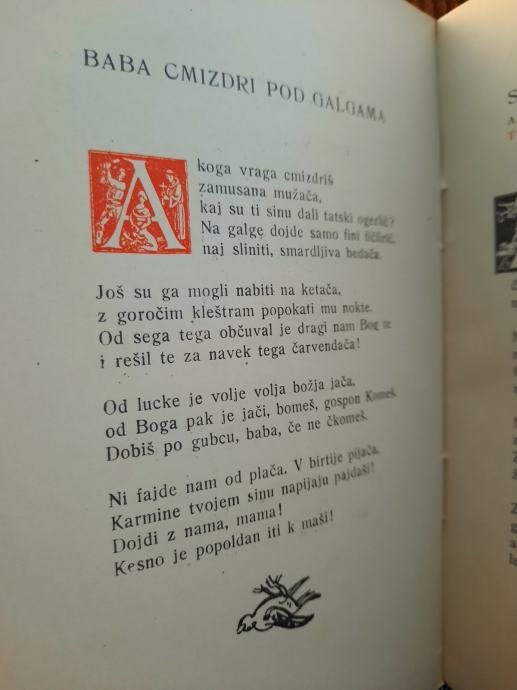 BABA CMIZDRI POD GALGAMA
A koga vraga cmizdriš
zamusana mužača,
kaj su ti sinu dali tatski ogerlič?
Na galge dojde samo fini fičfirič,
naj sliniti, smardljiva bedača.
Još su ga mogli nabiti na ketača,
z goročim kleštram popokati mu nokte.
Od sega tega občuval je dragi nam Bog te
i rešil te za navek tega čarvendača!
Od lucke je volje volja božja jača,
od Boga pak je jači, bomeš, gospon Komeš.
Dobiš po gubcu, baba, če ne čkomeš.
Ni fajde nam od plača. V birtije pijača,
Karmine tvojem sinu napijaju pajdaši!
Dojdi z nama, mama!
Kesno je popoldan iti k maši!